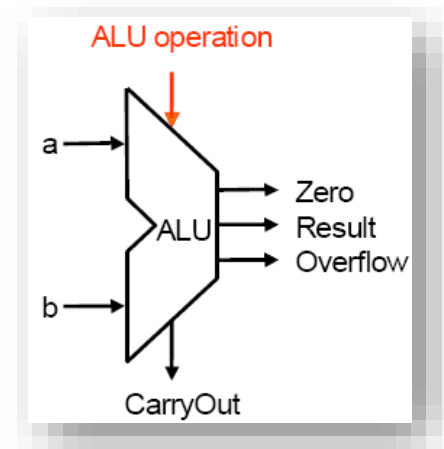 ALU operation
a
Zero
ALU
Result
Overflow
b
CarryOut